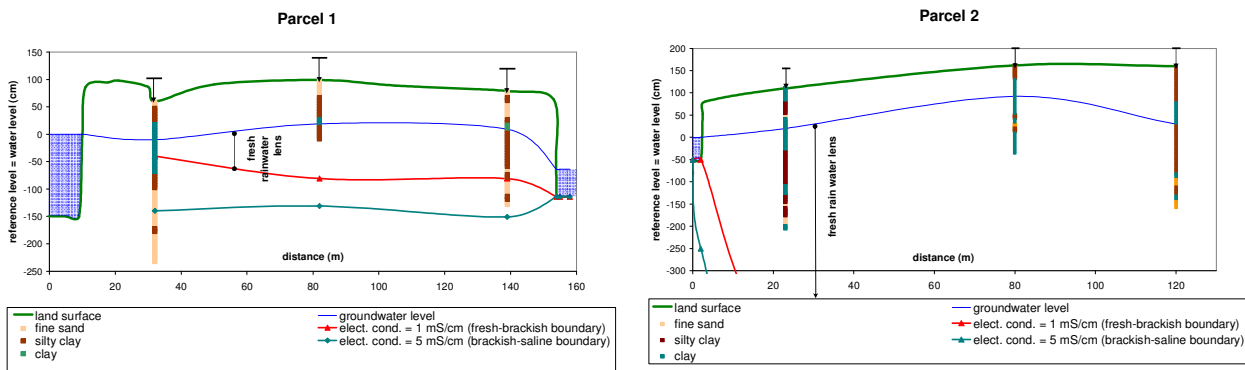 Parcel 1
reference level = water level (cm)
150
100
50
0
-50
-100
-150
-200
-250
fresh
rainwater
lens
distance (m)
0
20
40
60
80
100
120
140
160
land surface
fine sand
silty clay
clay
groundwater level
elect. cond. = 1 mS/cm (fresh-brackish boundary)
elect. cond. = 5 mS/cm (brackish-saline boundary)
Parcel 2
reference level = water level (cm)
200
150
100
50
0
-50
-100
-150
-200
-250
-300
fresh rain water lens
distance (m)
0
20
40
60
80
100
120
land surface
fine sand
silty clay
clay
groundwater level
elect. cond. = 1 mS/cm (fresh-brackish boundary)
elect. cond. = 5 mS/cm (brackish-saline boundary)